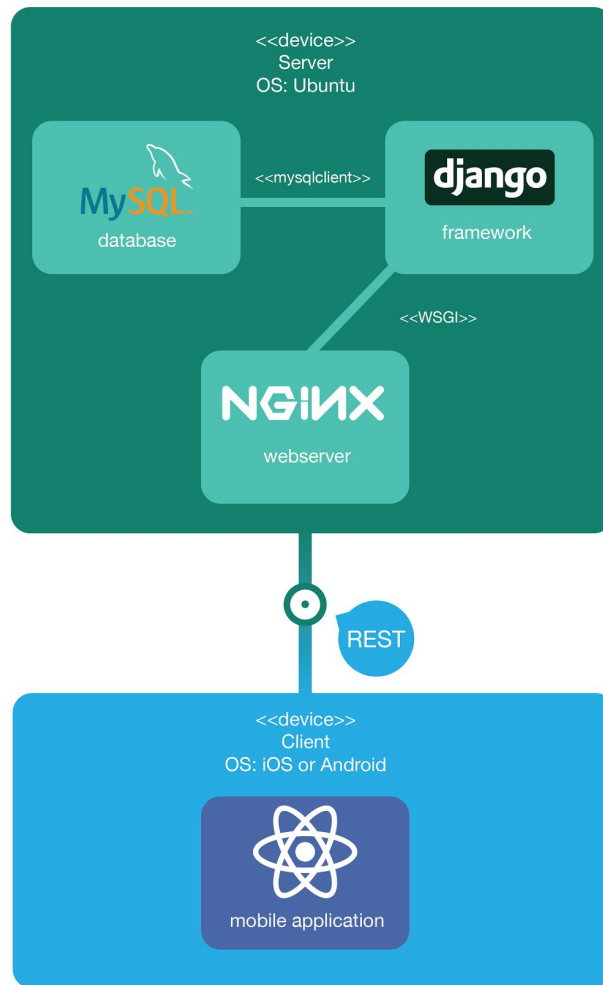 <<device>>
Server
OS: Ubuntu
MySQL
database
<<mysqlclient>>
django
framework
<<WSGI>>
NGINX
webserver
REST
<<device>>
Client
OS: iOS or Android
mobile application